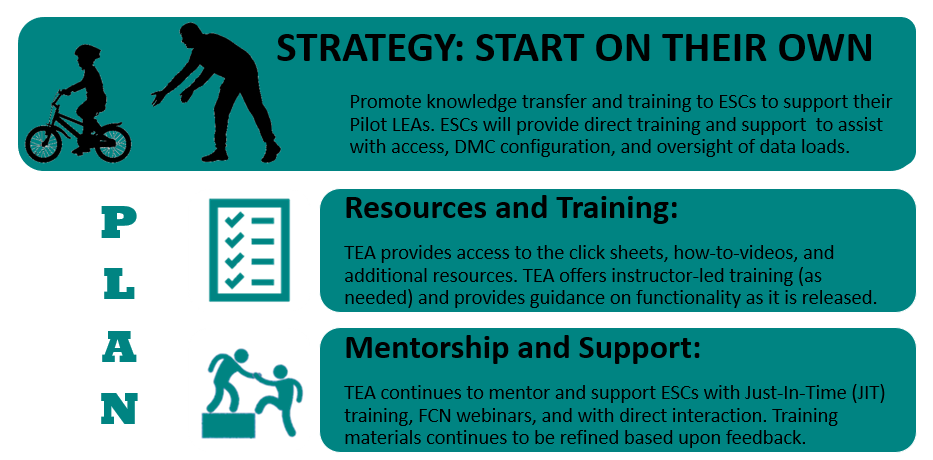 STRATEGY: START ON THEIR OWN
Promote knowledge transfer and training to ESCs to support their
Pilot LEAs. ESCs will provide direct training and support  to assist
with access, DMC configuration, and oversight of data loads.
PLAN
Resources and Training:
TEA provides access to the click sheets, how-to-videos, and
additional resources. TEA offers instructor-led training (as
needed) and provides guidance on functionality as it is released.
Mentorship and Support:
TEA continues to mentor and support ESCs with Just-In-Time (JIT)
training, FCN webinars, and with direct interaction. Training
materials continues to be refined based upon feedback.